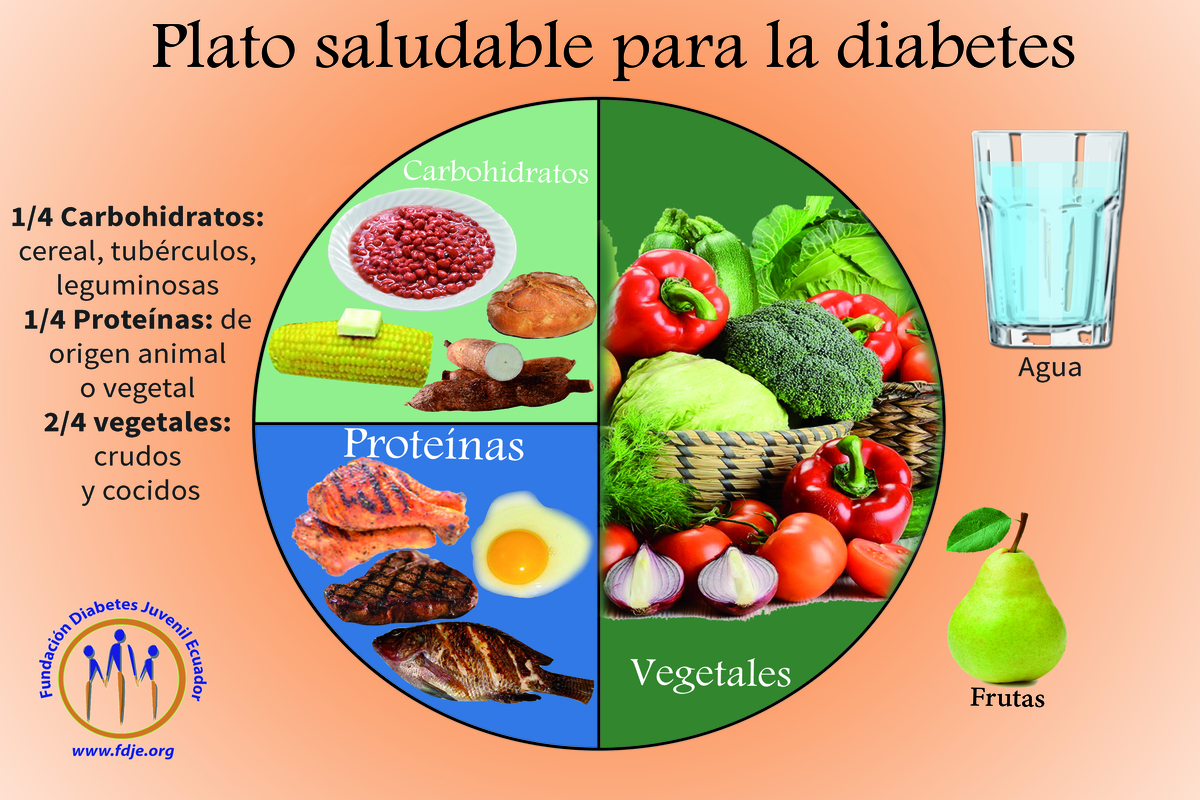 Plato saludable para la diabetes
1/4 Carbohidratos:
cereal, tubérculos,
leguminosas
1/4 Proteínas: de
origen animal
o vegetal
2/4 vegetales:
crudos
y cocidos
Carbohidratos
Proteínas
Vegetales
Agua
Frutas
Fundación Diabetes Juvenil Ecuador
www.fdje.org